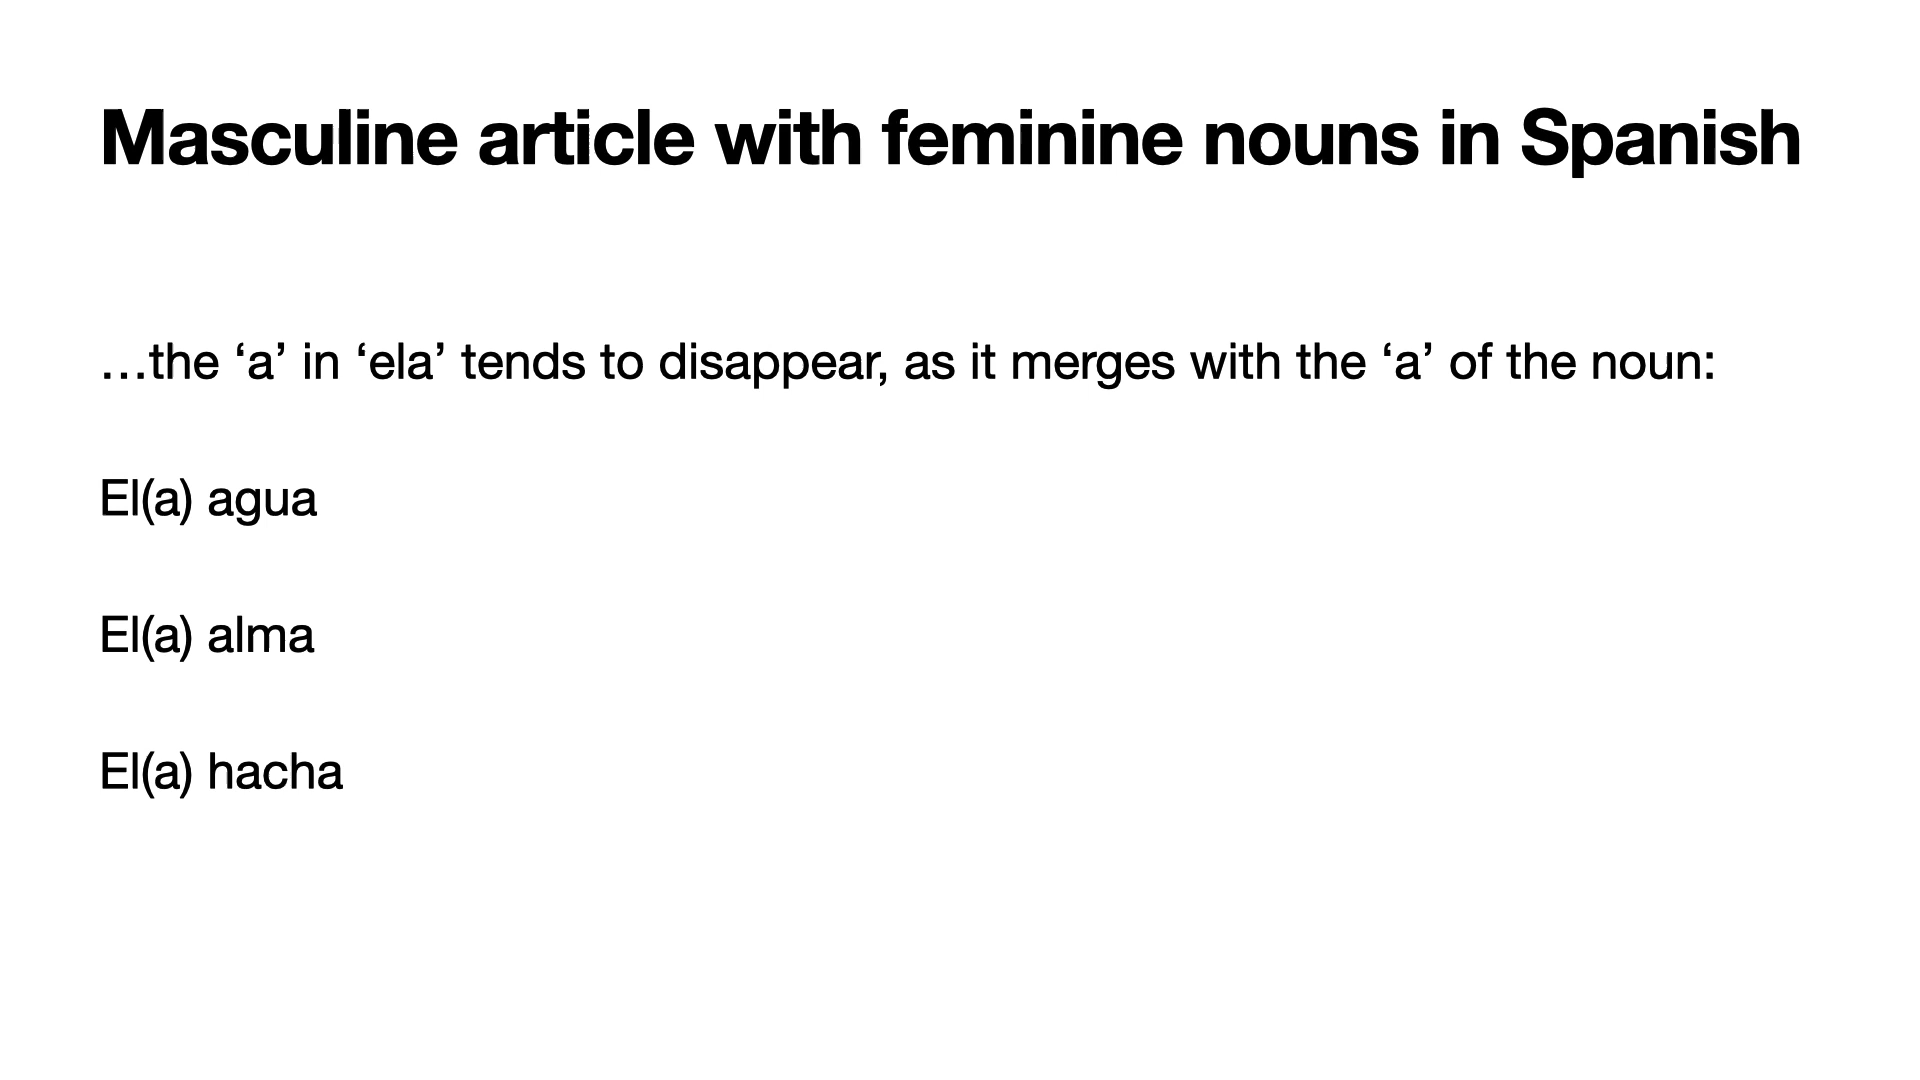 Masculine article with feminine nouns in Spanish
…the ‘a’ in ‘ela’ tends to disappear, as it merges with the ‘a’ of the noun:
El(a) agua
El(a) alma
El(a) hacha